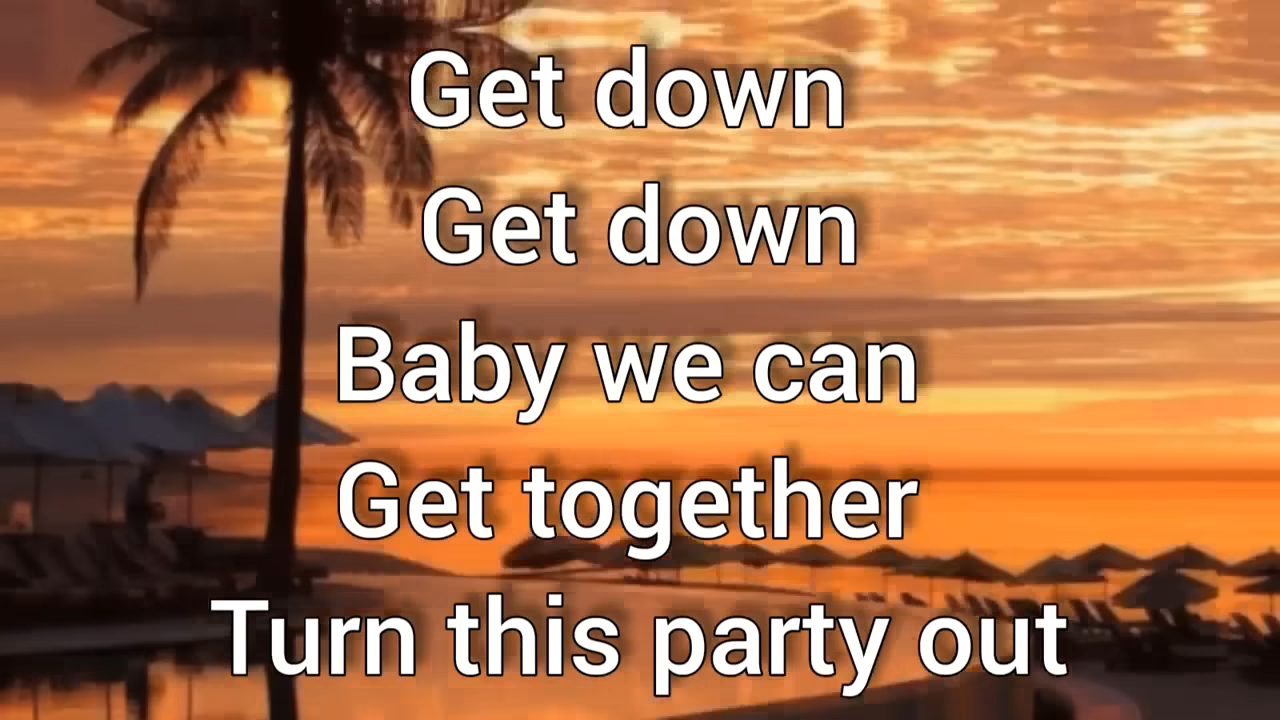 Get down
Get down
Baby we can
Get together
Turn this party out